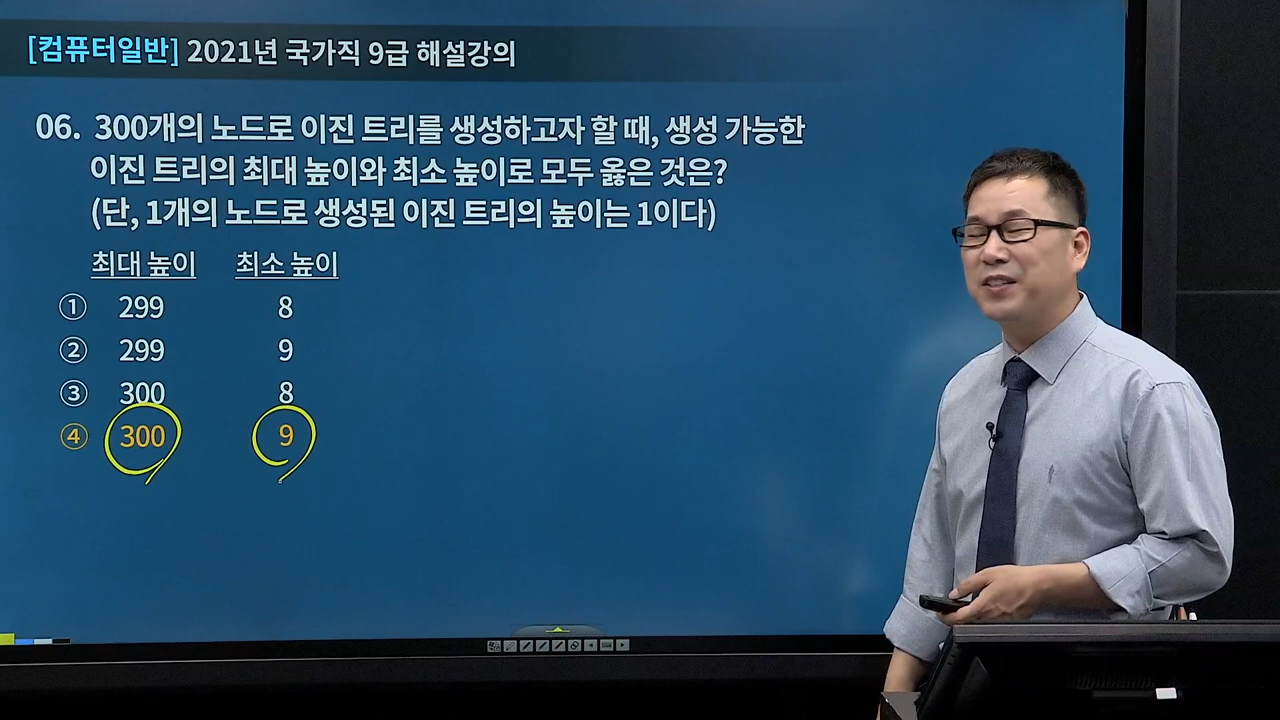 [컴퓨터일반] 2021년 국가직 9급 해설강의
06. 300개의 노드로 이진 트리를 생성하고자 할 때, 생성 가능한
이진 트리의 최대 높이와 최소 높이로 모두 옳은 것은?
(단, 1개의 노드로 생성된 이진 트리의 높이는 1이다)
최대 높이 최소 높이
① 299 8
② 299 9
③ 300 8
④ 300 9